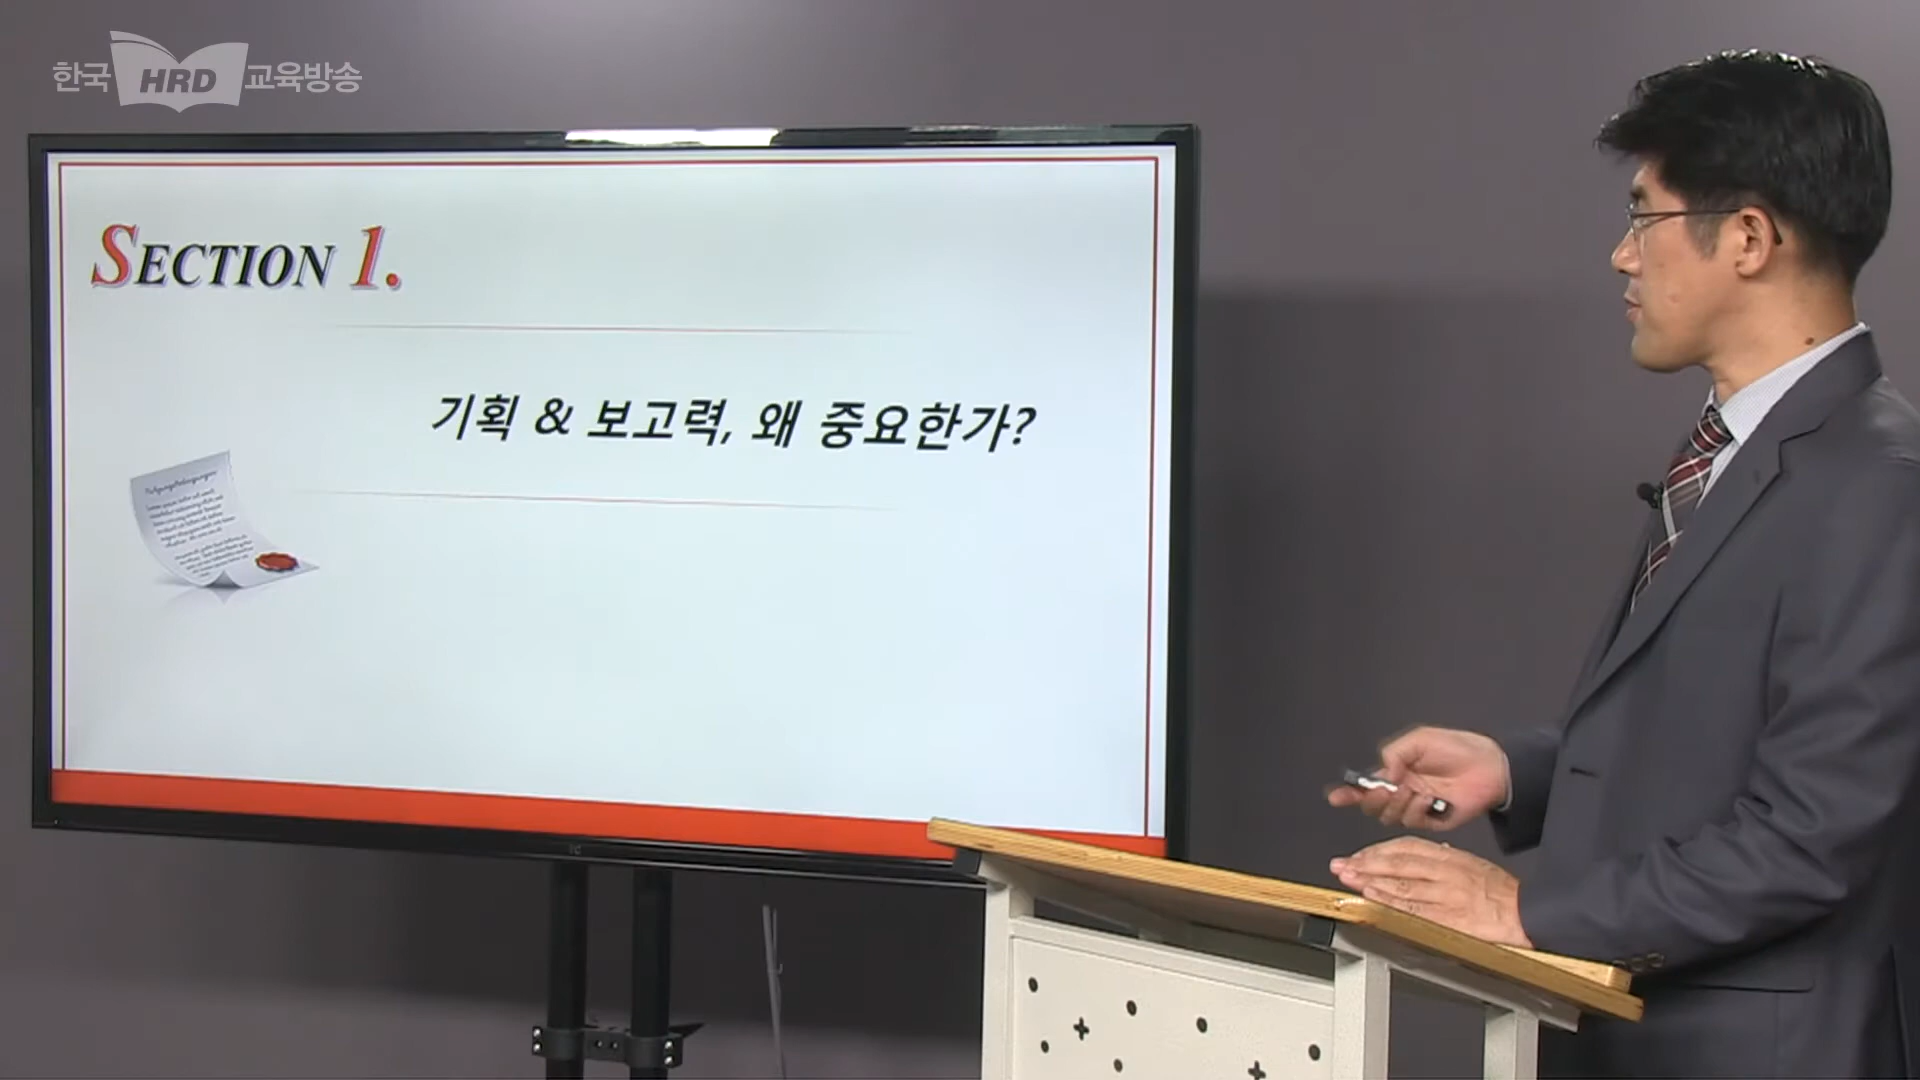 한국 HRD 교육방송
SECTION 1.
기획 & 보고력, 왜 중요한가?